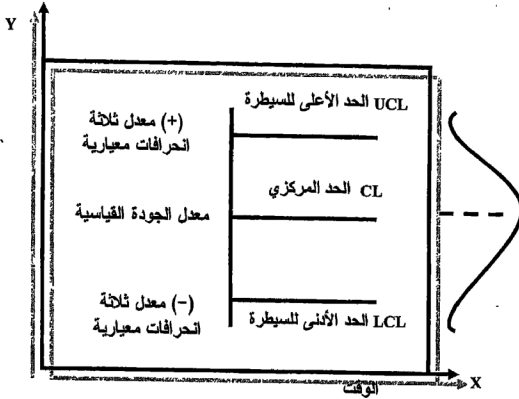 Y
UCL الحد الأعلى للسيطرة
(+) معدل ثلاثة
انحرافات معيارية
CL الحد المركزي
معدل الجودة القياسية
(−) معدل ثلاثة
انحرافات معيارية
LCL الحد الأدنى للسيطرة
X
الوقت